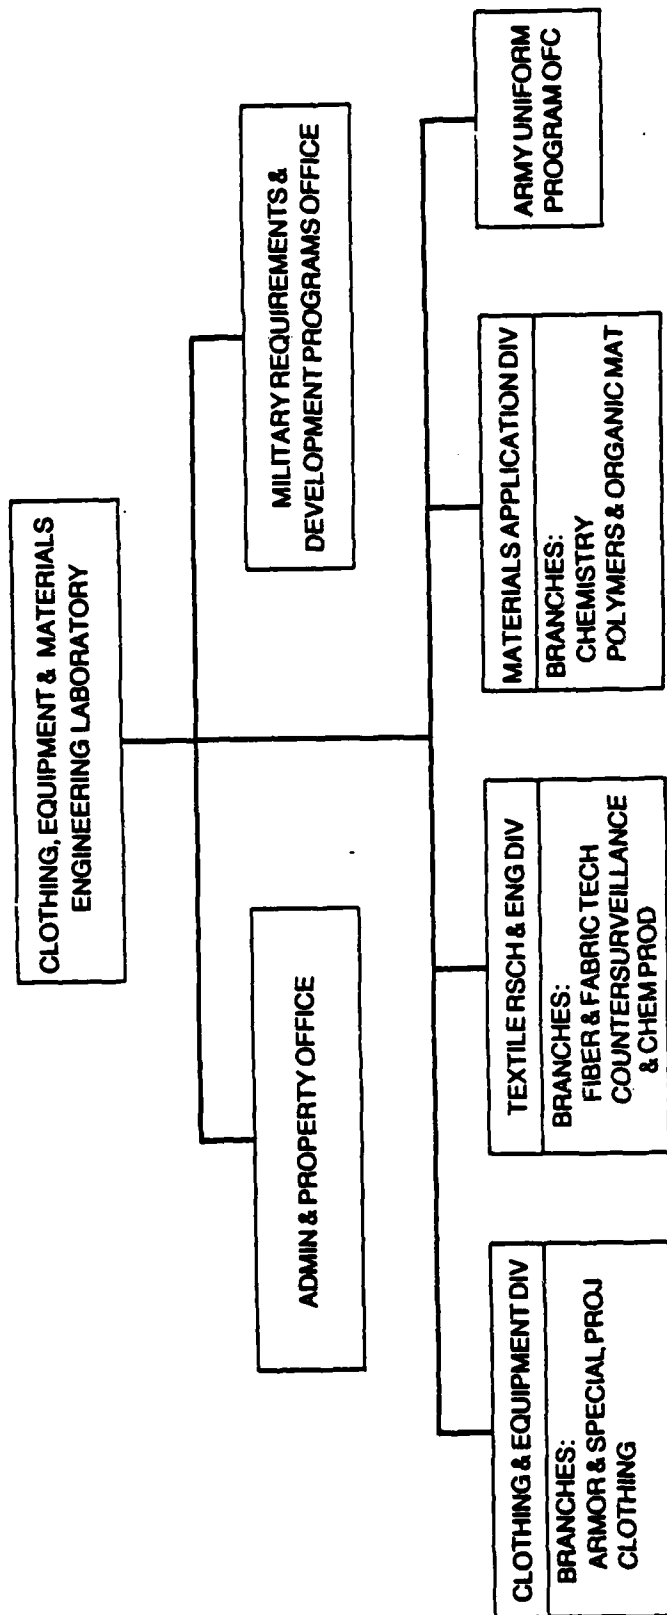 CLOTHING, EQUIPMENT & MATERIALS
ENGINEERING LABORATORY
ADMIN & PROPERTY OFFICE
MILITARY REQUIREMENTS &
DEVELOPMENT PROGRAMS OFFICE
CLOTHING & EQUIPMENT DIV
BRANCHES:
ARMOR & SPECIAL PROJ
CLOTHING
TEXTILE RSCH & ENG DIV
BRANCHES:
FIBER & FABRIC TECH
COUNTERSURVEILLANCE
& CHEM PROD
MATERIALS APPLICATION DIV
BRANCHES:
CHEMISTRY
POLYMERS & ORGANIC MAT
ARMY UNIFORM
PROGRAM OFC